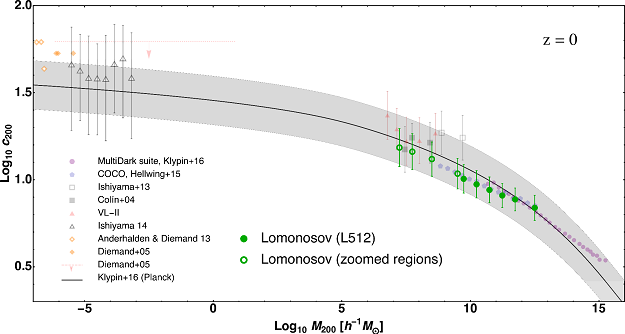 2.0
z = 0
1.5
Log₁₀ c₂₀₀
1.0
0.5
MultiDark suite, Klypin+16
COCO, Hellwing+15
Ishiyama+13
Colín+04
VL-II
Ishiyama 14
Anderhalden & Diemand 13
Diemand+05
Diemand+05
Klypin+16 (Planck)
Lomonosov (L512)
Lomonosov (zoomed regions)
−5 0 5 10 15
Log₁₀ M₂₀₀ [h⁻¹M⊙]